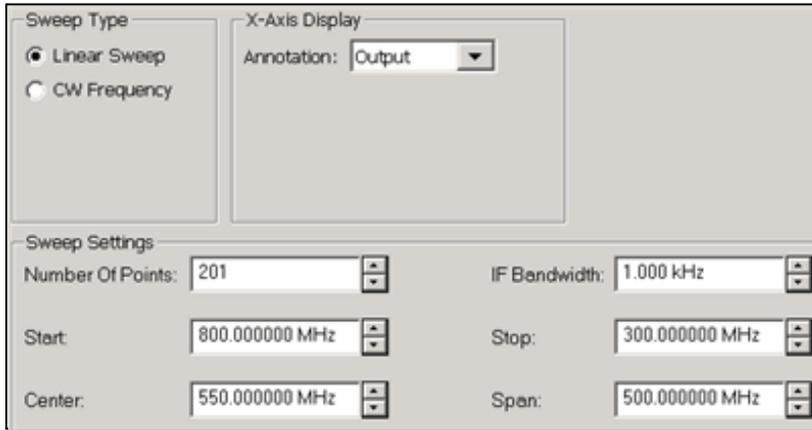 Sweep Type
Linear Sweep
CW Frequency
X-Axis Display
Annotation: Output
Sweep Settings
Number Of Points: 201
IF Bandwidth: 1.000 kHz
Start: 800.000000 MHz
Stop: 300.000000 MHz
Center: 550.000000 MHz
Span: 500.000000 MHz